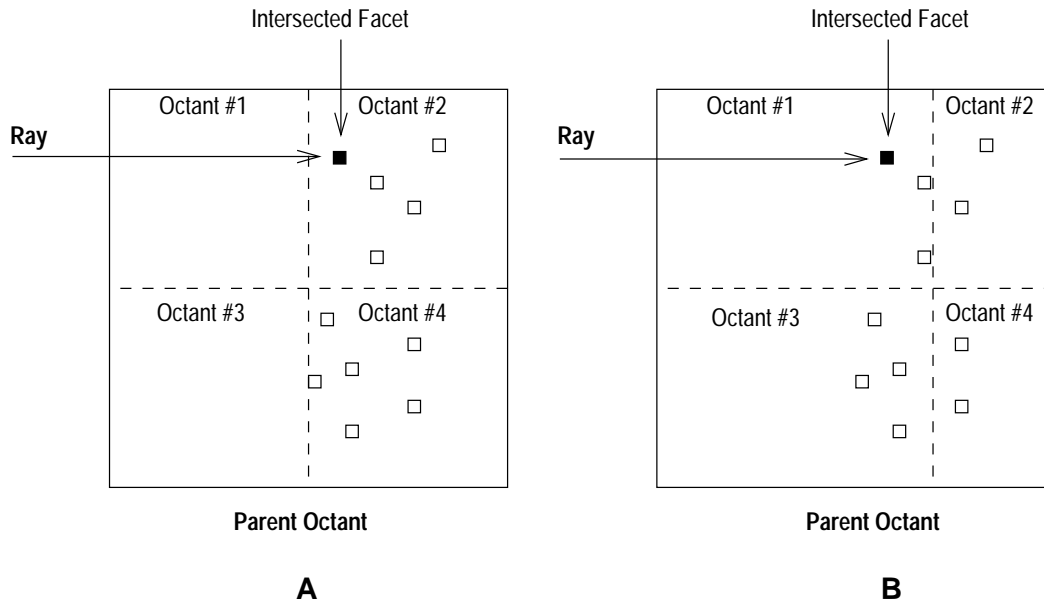 Intersected Facet
Octant #1
Octant #2
Ray
Octant #3
Octant #4
Parent Octant
A
Intersected Facet
Octant #1
Octant #2
Ray
Octant #3
Octant #4
Parent Octant
B